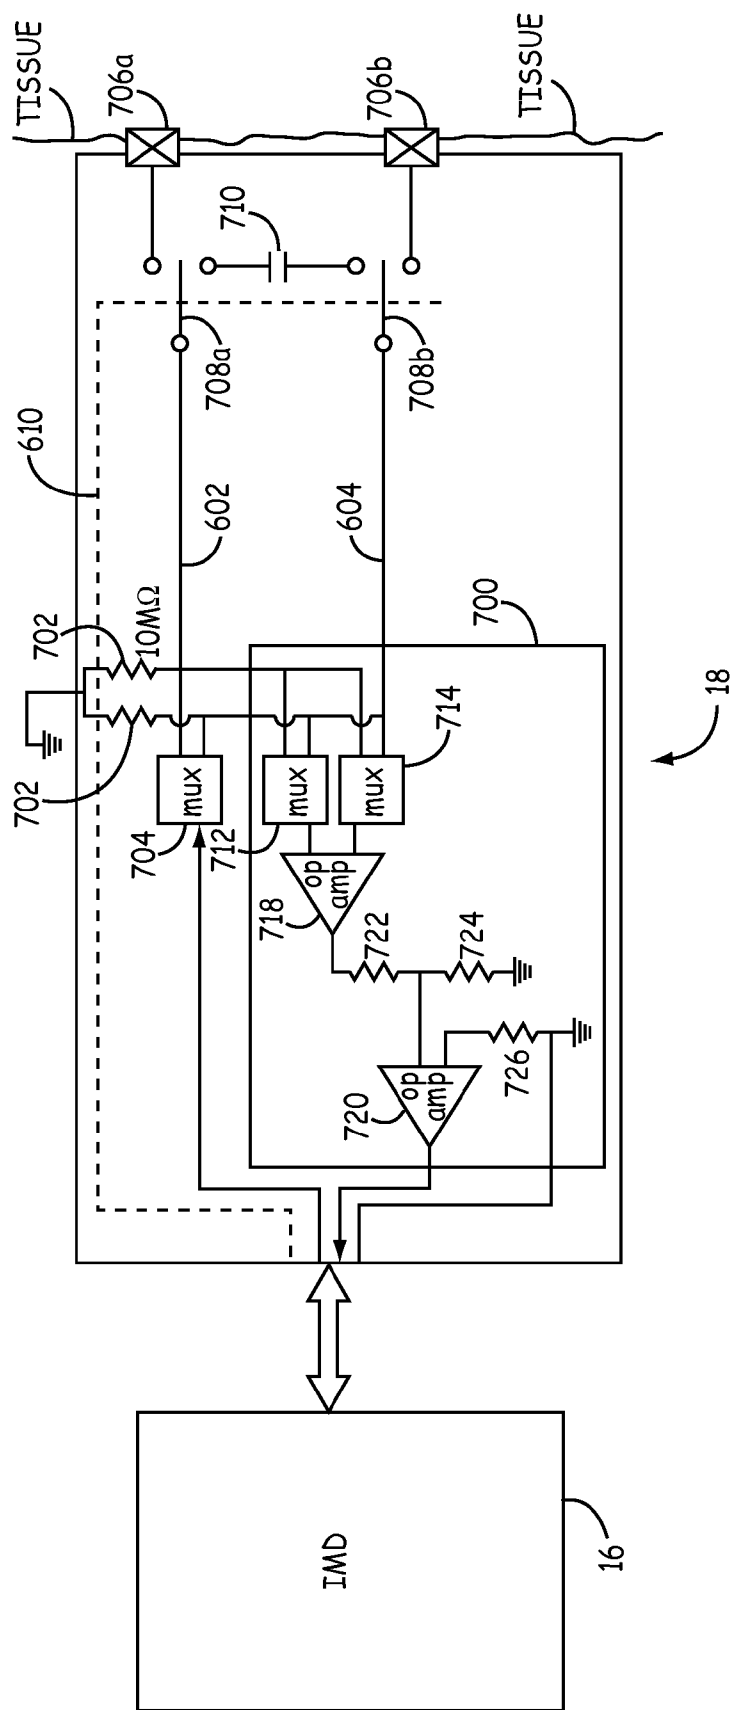 TISSUE
706a
706b
TISSUE
710
708a
708b
610
602
604
702
10MΩ
702
700
704
mux
712
mux
mux
714
718
op
amp
722
724
720
op
amp
726
18
IMD
16